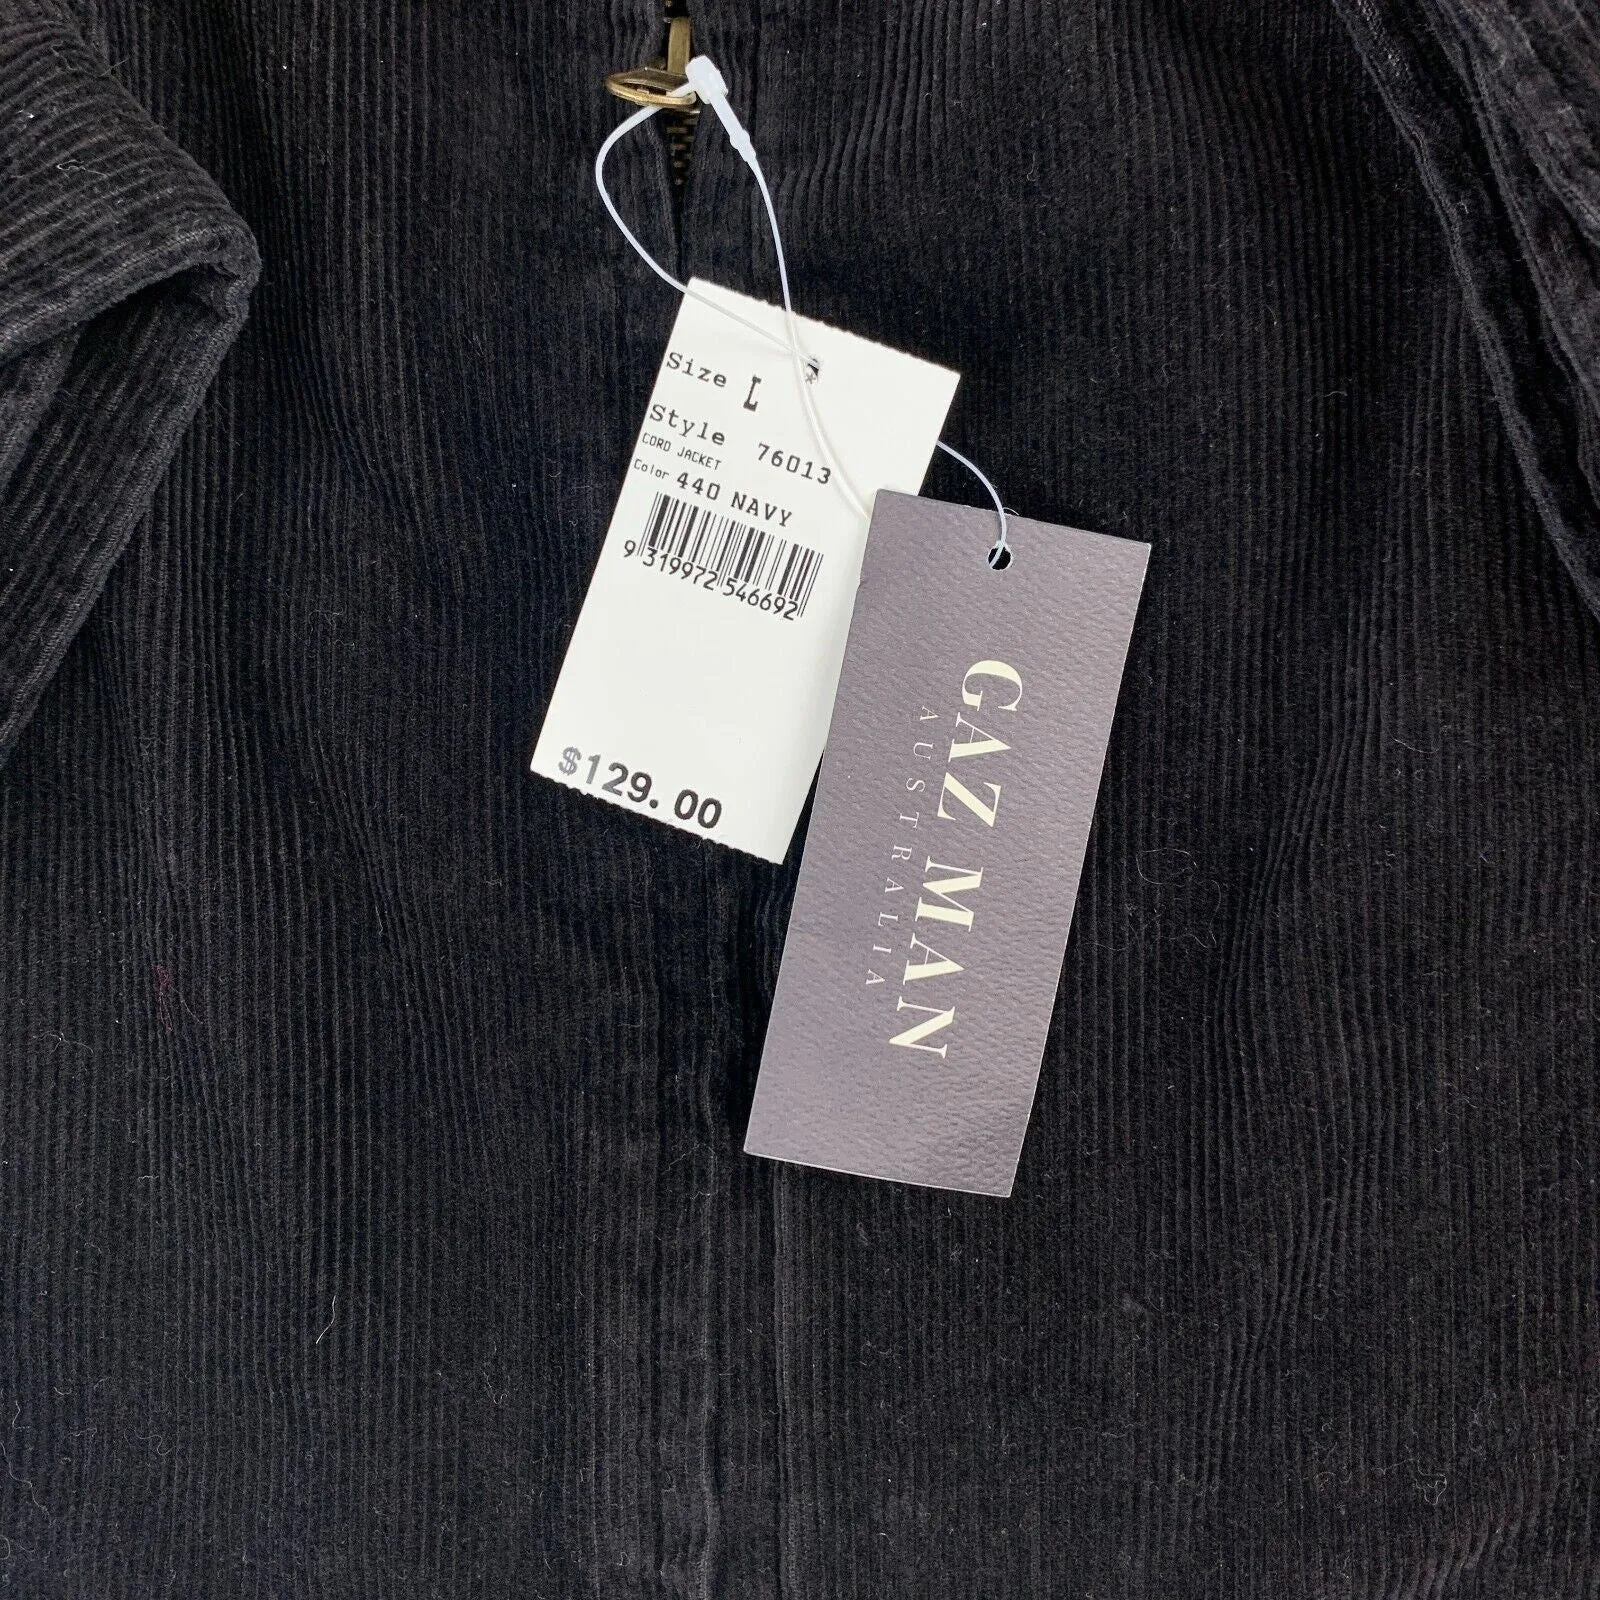 Size L
Style 76013
CORD JACKET
Color 440 NAVY
9 319972 546692
$129.00
GAZ MAN
AUSTRALIA